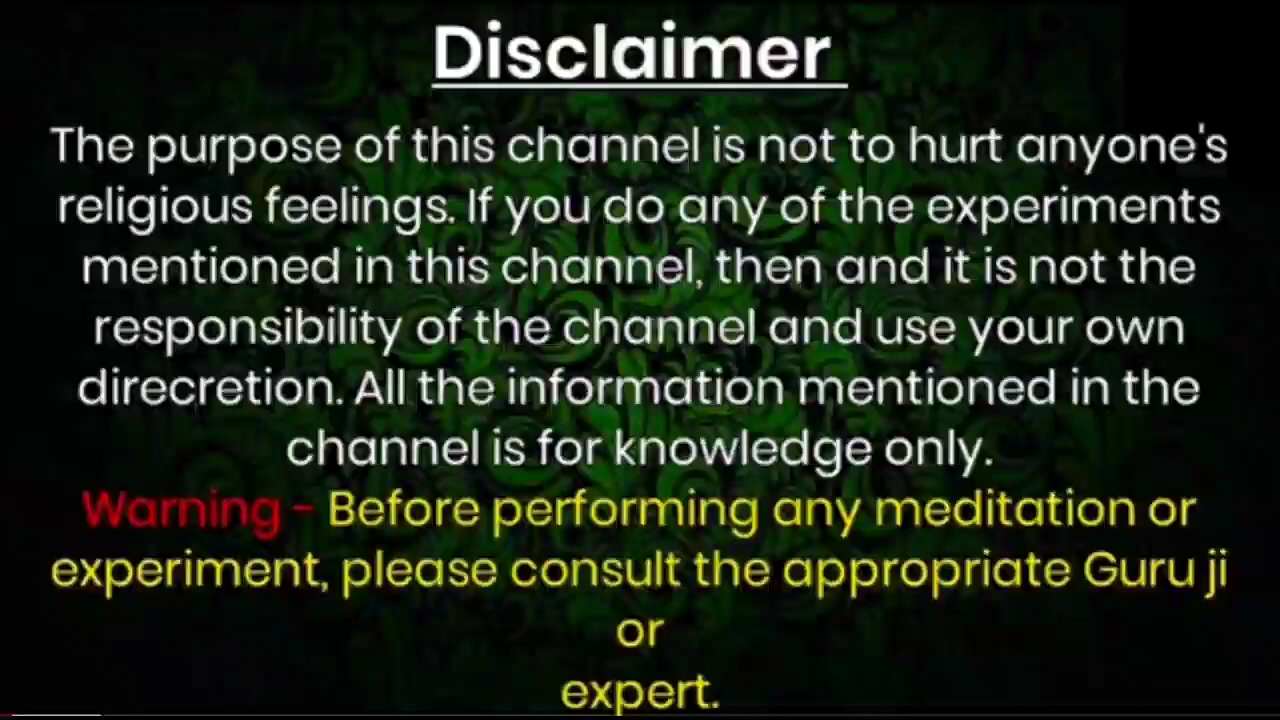 Disclaimer
The purpose of this channel is not to hurt anyone's
religious feelings. If you do any of the experiments
mentioned in this channel, then and it is not the
responsibility of the channel and use your own
direcretion. All the information mentioned in the
channel is for knowledge only.
Warning - Before performing any meditation or
experiment, please consult the appropriate Guru ji
or
expert.